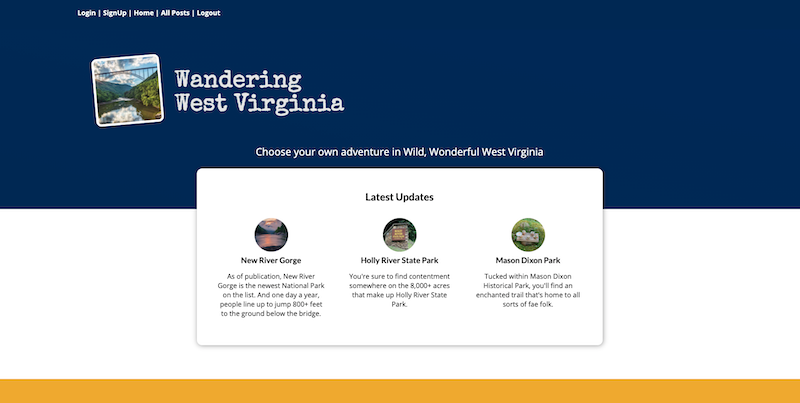 Login | SignUp | Home | All Posts | Logout
Wandering
West Virginia
Choose your own adventure in Wild, Wonderful West Virginia
Latest Updates
New River Gorge
As of publication, New River
Gorge is the newest National Park
on the list. And one day a year,
people line up to jump 800+ feet
to the ground below the bridge.
Holly River State Park
You're sure to find contentment
somewhere on the 8,000+ acres
that make up Holly River State
Park.
Mason Dixon Park
Tucked within Mason Dixon
Historical Park, you'll find an
enchanted trail that's home to all
sorts of fae folk.